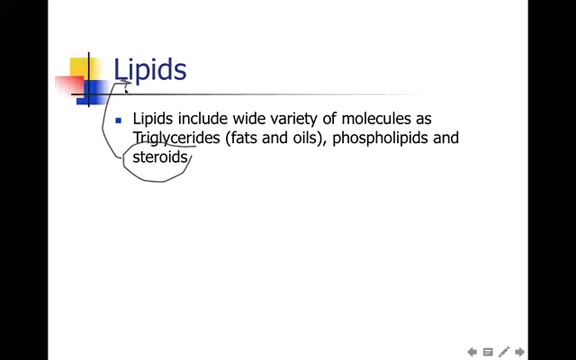 Lipids
Lipids include wide variety of molecules as
Triglycerides (fats and oils), phospholipids and
steroids